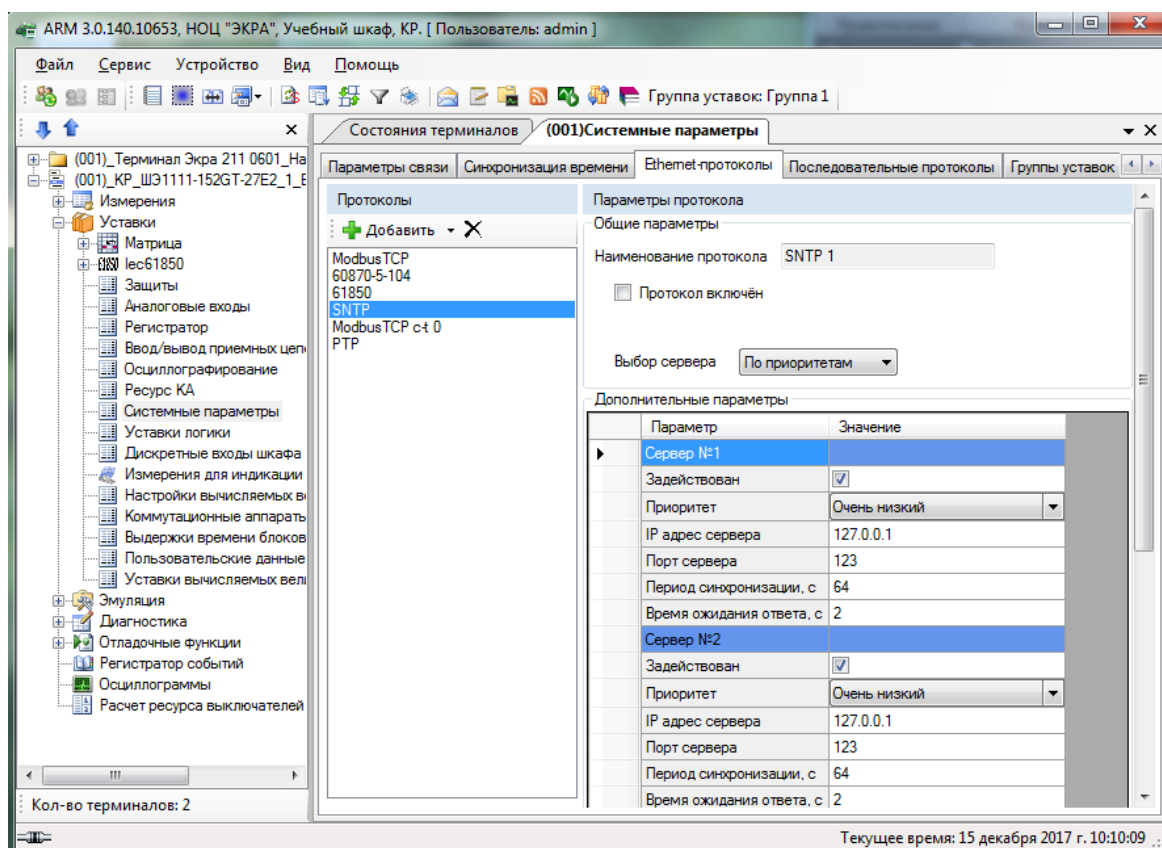 ARM 3.0.140.10653, НОЦ "ЭКРА", Учебный шкаф, КР. [ Пользователь: admin ]
Файл Сервис Устройство Вид Помощь
Группа уставок: Группа 1
Состояния терминалов (001)Системные параметры
(001)_Терминал Экра 211 0601_На
(001)_КР_ШЭ1111-152GT-27E2_1_E
Измерения
Уставки
Матрица
61850 Iec61850
Защиты
Аналоговые входы
Регистратор
Ввод/вывод приемных цеп
Осциллографирование
Ресурс КА
Системные параметры
Уставки логики
Дискретные входы шкафа
Измерения для индикации
Настройки вычисляемых в
Коммутационные аппараты
Выдержки времени блоков
Пользовательские данные
Уставки вычисляемых вел
Эмуляция
Диагностика
Отладочные функции
Регистратор событий
Осциллограммы
Расчет ресурса выключателей
Кол-во терминалов: 2
Параметры связи Синхронизация времени Ethernet-протоколы Последовательные протоколы Группы уставок
Протоколы
Добавить
ModbusTCP
60870-5-104
61850
SNTP
ModbusTCP c-t 0
PTP
Параметры протокола
Общие параметры
Наименование протокола SNTP 1
Протокол включён
Выбор сервера По приоритетам
Дополнительные параметры
Параметр Значение
Сервер №1
Задействован
Приоритет Очень низкий
IP адрес сервера 127.0.0.1
Порт сервера 123
Период синхронизации, с 64
Время ожидания ответа, с 2
Сервер №2
Задействован
Приоритет Очень низкий
IP адрес сервера 127.0.0.1
Порт сервера 123
Период синхронизации, с 64
Время ожидания ответа, с 2
Текущее время: 15 декабря 2017 г. 10:10:09